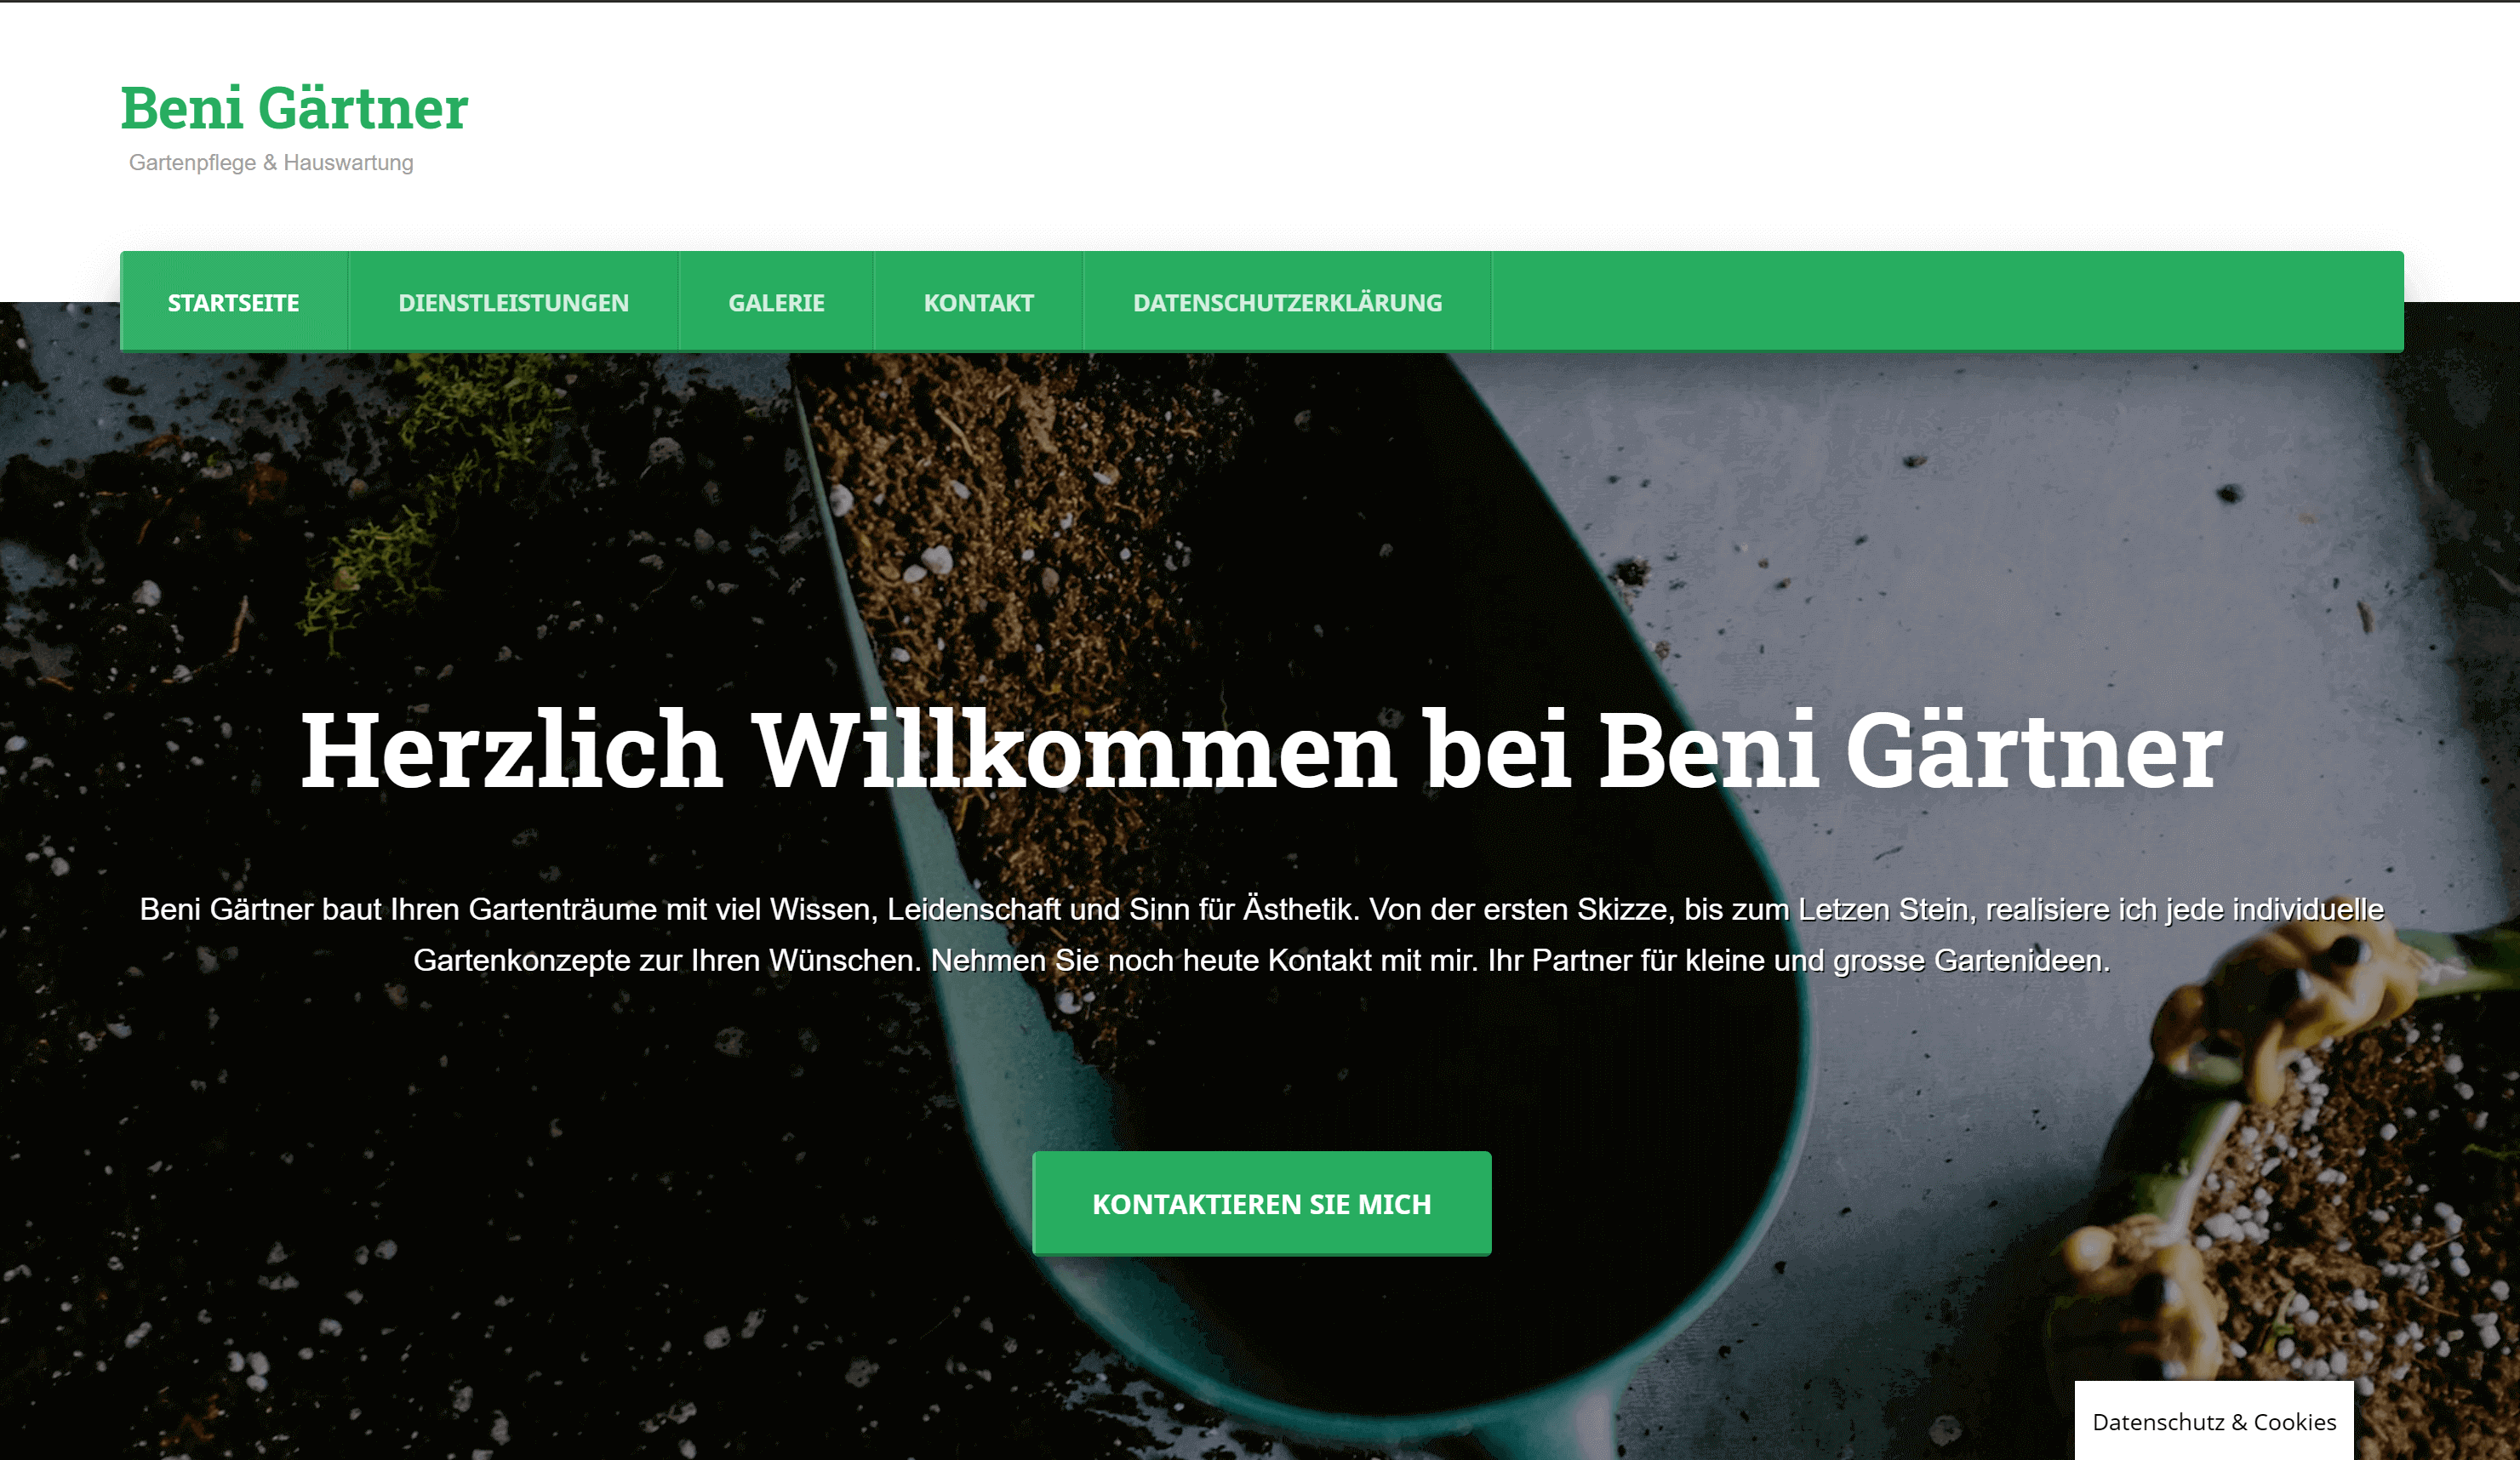 Beni Gärtner
Gartenpflege & Hauswartung
STARTSEITE
DIENSTLEISTUNGEN
GALERIE
KONTAKT
DATENSCHUTZERKLÄRUNG
Herzlich Willkommen bei Beni Gärtner
Beni Gärtner baut Ihren Gartenträume mit viel Wissen, Leidenschaft und Sinn für Ästhetik. Von der ersten Skizze, bis zum Letzen Stein, realisiere ich jede individuelle
Gartenkonzepte zur Ihren Wünschen. Nehmen Sie noch heute Kontakt mit mir. Ihr Partner für kleine und grosse Gartenideen.
KONTAKTIEREN SIE MICH
Datenschutz & Cookies